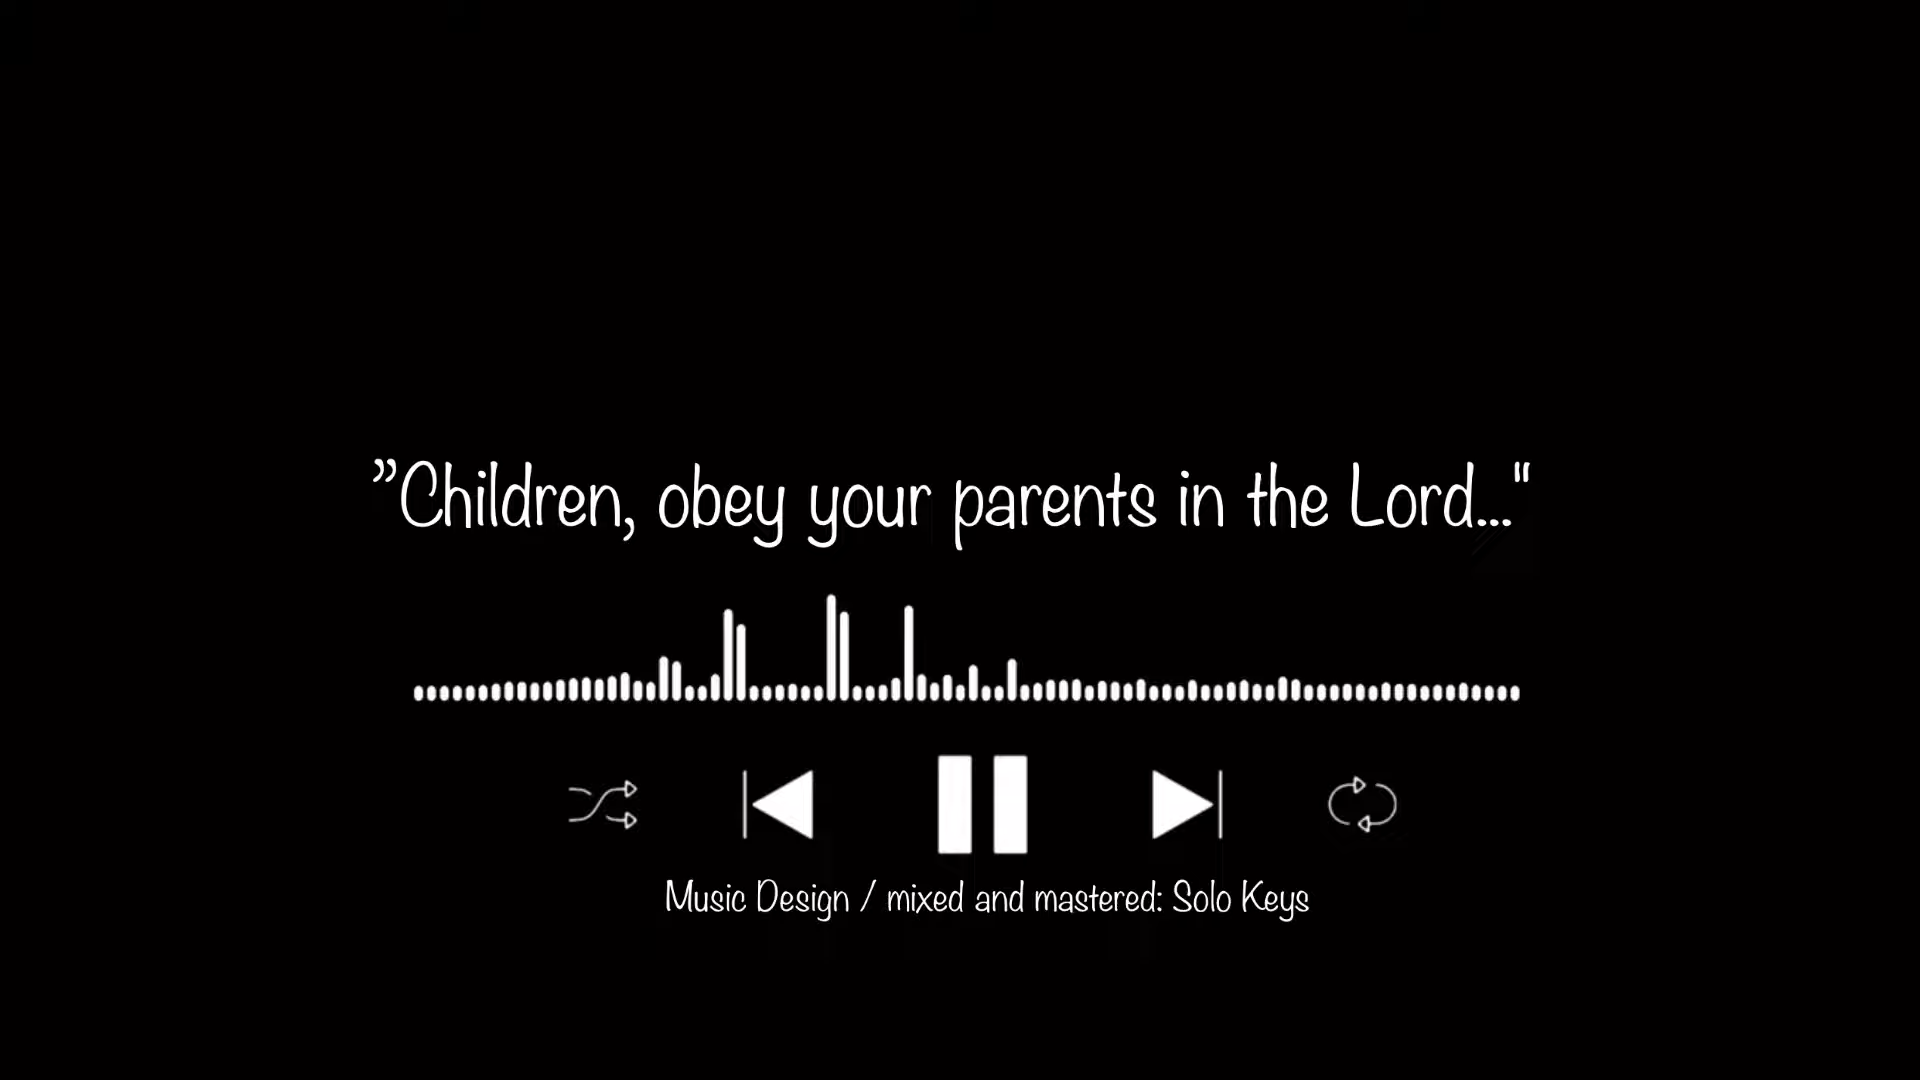 ”Children, obey your parents in the Lord..."
Music Design / mixed and mastered: Solo Keys